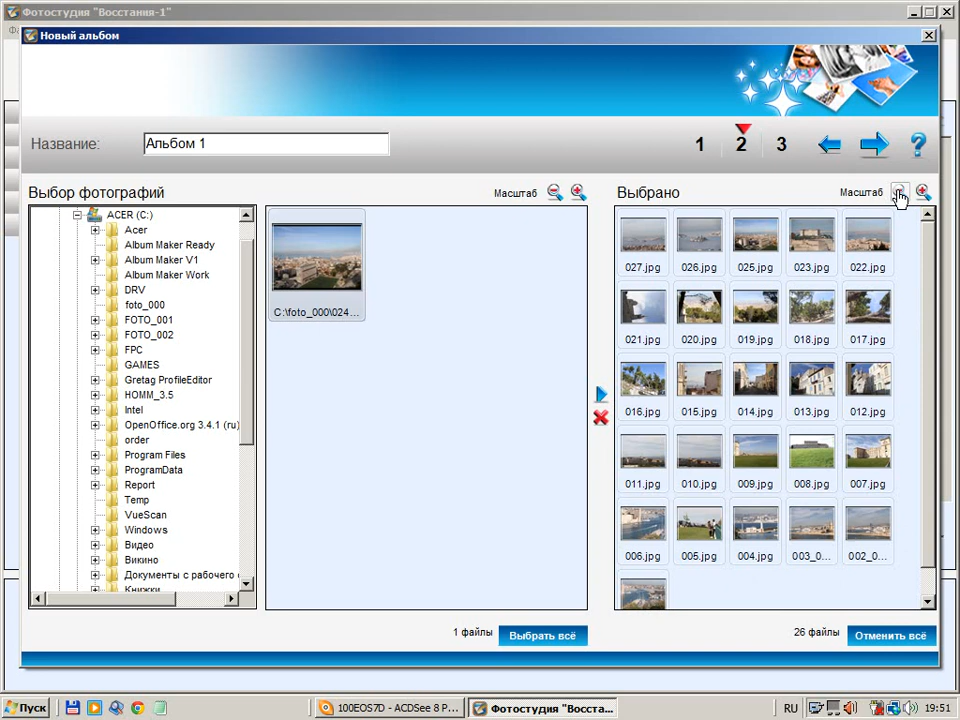 Фотостудия "Восстания-1"
Новый альбом
Название:
Альбом 1
1 2 3
Выбор фотографий
Масштаб
Выбрано
Масштаб
ACER (C:)
Acer
Album Maker Ready
Album Maker V1
Album Maker Work
DRV
foto_000
FOTO_001
FOTO_002
FPC
GAMES
Gretag ProfileEditor
HOMM_3.5
Intel
OpenOffice.org 3.4.1 (ru)
order
Program Files
ProgramData
Report
Temp
VueScan
Windows
Видео
Викино
Документы с рабочего
Книжки
C:\foto_000\024...
027.jpg 026.jpg 025.jpg 023.jpg 022.jpg
021.jpg 020.jpg 019.jpg 018.jpg 017.jpg
016.jpg 015.jpg 014.jpg 013.jpg 012.jpg
011.jpg 010.jpg 009.jpg 008.jpg 007.jpg
006.jpg 005.jpg 004.jpg 003_0... 002_0...
1 файлы
Выбрать всё
26 файлы
Отменить всё
Пуск
100EOS7D - ACDSee 8 P...
Фотостудия "Восста...
RU
19:51